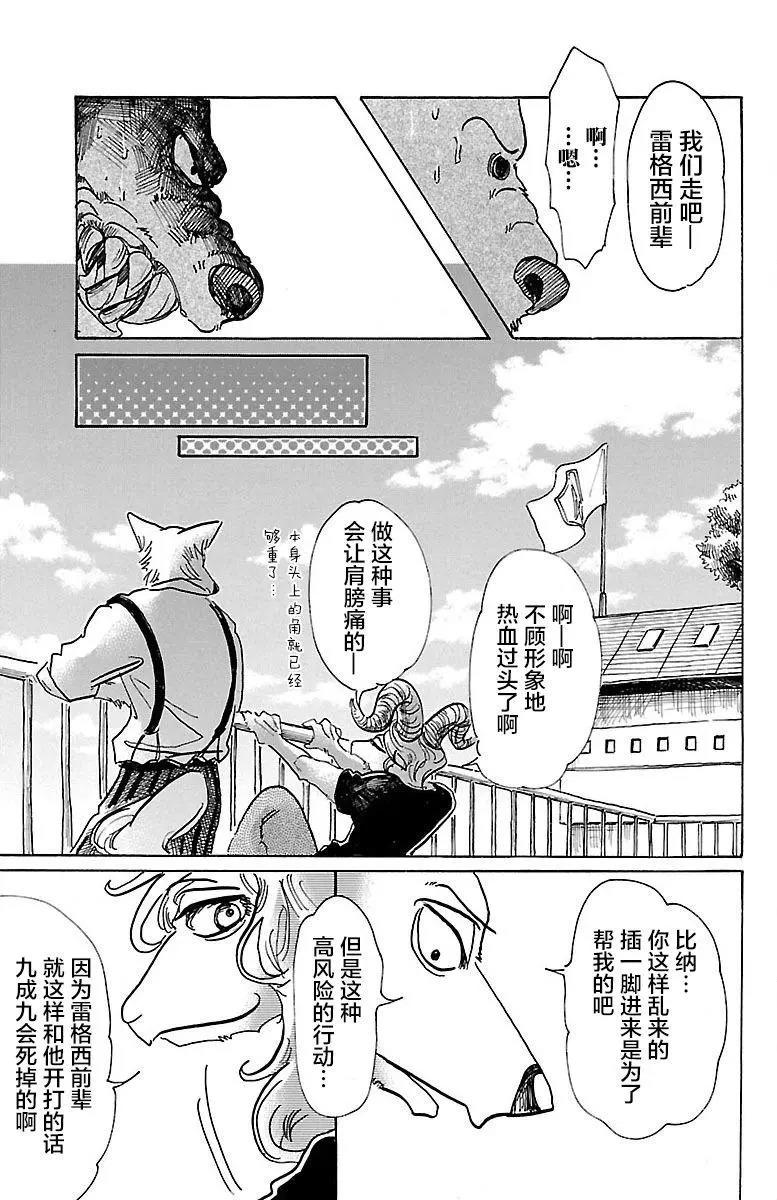 我们走吧—
雷格西前辈
啊…
…嗯…
啊—啊
不顾形象地
热血过头了啊
做这种事
会让肩膀痛的—
本身头上的角就已经
够重了…
比纳…
你这样乱来的
插一脚进来是为了
帮我的吧
但是这种
高风险的行动…
因为雷格西前辈
就这样和他开打的话
九成九会死掉的啊